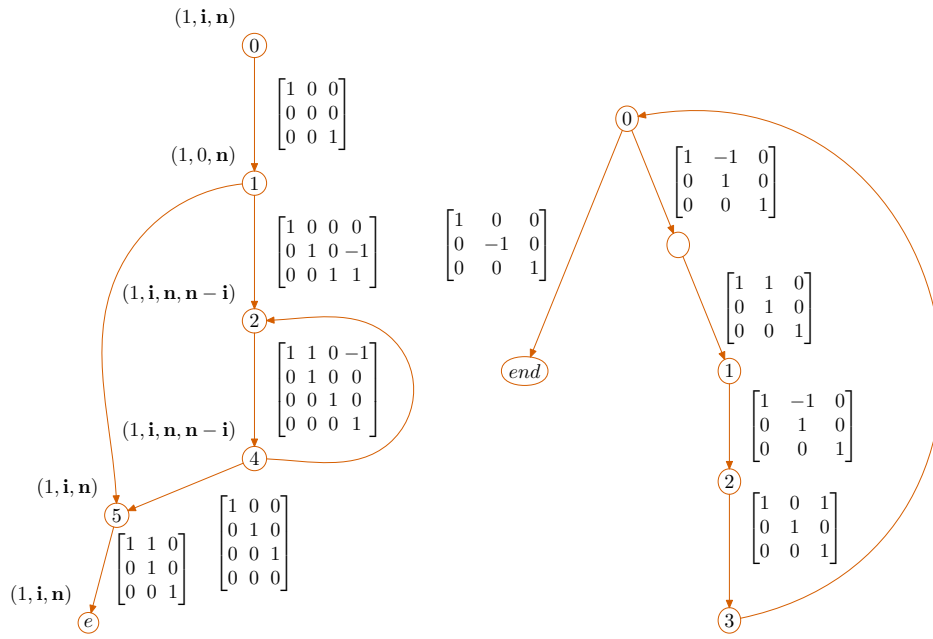 (1, i, n)
0
[1 0 0
0 0 0
0 0 1]
(1, 0, n)
1
[1 0 0 0
0 1 0 −1
0 0 1 1]
(1, i, n, n − i)
2
[1 1 0 −1
0 1 0 0
0 0 1 0
0 0 0 1]
(1, i, n, n − i)
4
(1, i, n)
5
[1 0 0
0 1 0
0 0 1
0 0 0]
[1 1 0
0 1 0
0 0 1]
(1, i, n)
e
0
[1 −1 0
0 1 0
0 0 1]
[1 0 0
0 −1 0
0 0 1]
[1 1 0
0 1 0
0 0 1]
end
1
[1 −1 0
0 1 0
0 0 1]
2
[1 0 1
0 1 0
0 0 1]
3